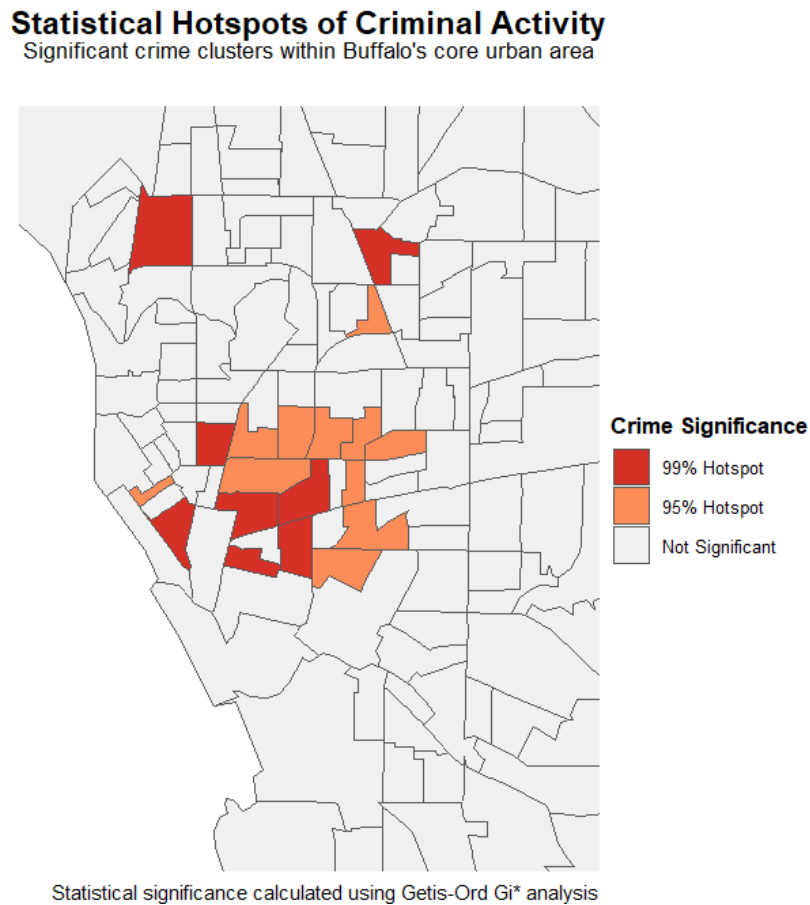 Statistical Hotspots of Criminal Activity
Significant crime clusters within Buffalo's core urban area
Crime Significance
99% Hotspot
95% Hotspot
Not Significant
Statistical significance calculated using Getis-Ord Gi* analysis